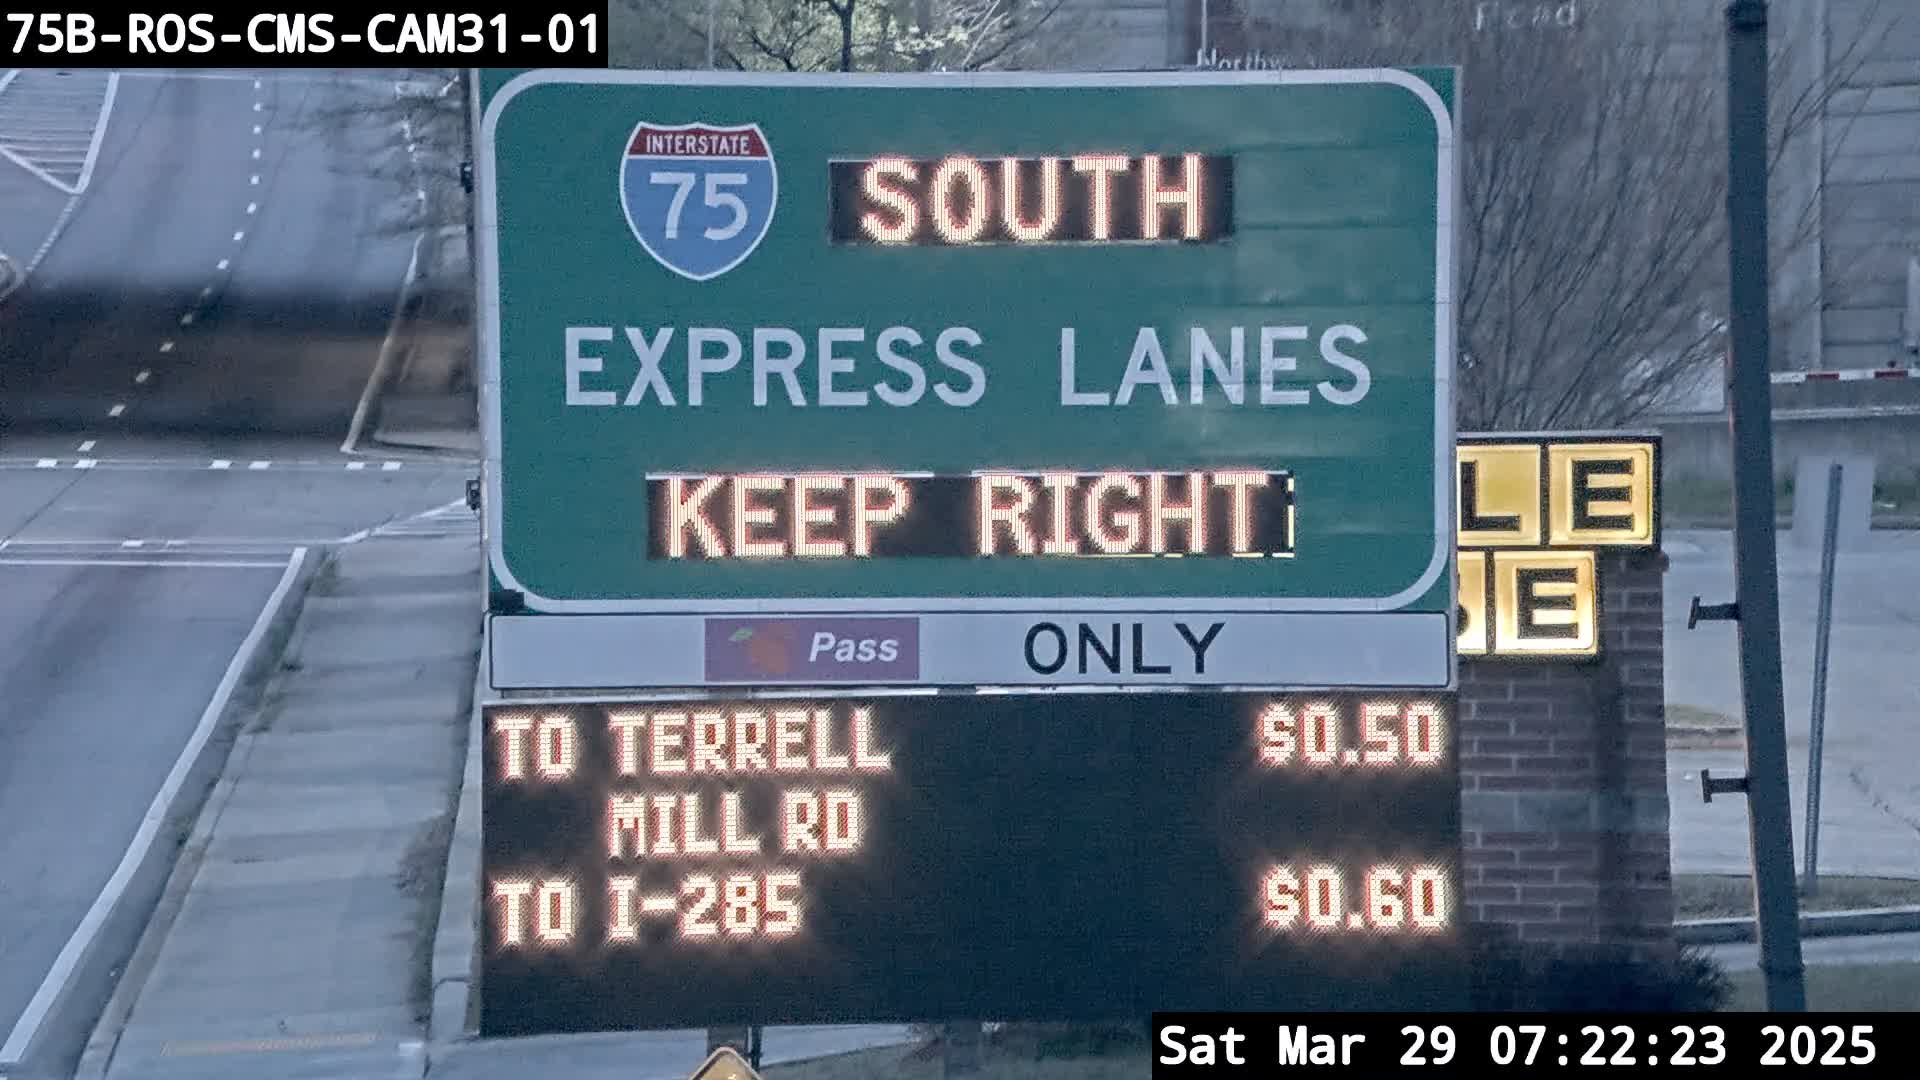 75B-ROS-CMS-CAM31-01
INTERSTATE
75
SOUTH
EXPRESS LANES
KEEP RIGHT
Pass ONLY
TO TERRELL $0.50
MILL RD
TO I-285 $0.60
LE
E
Sat Mar 29 07:22:23 2025